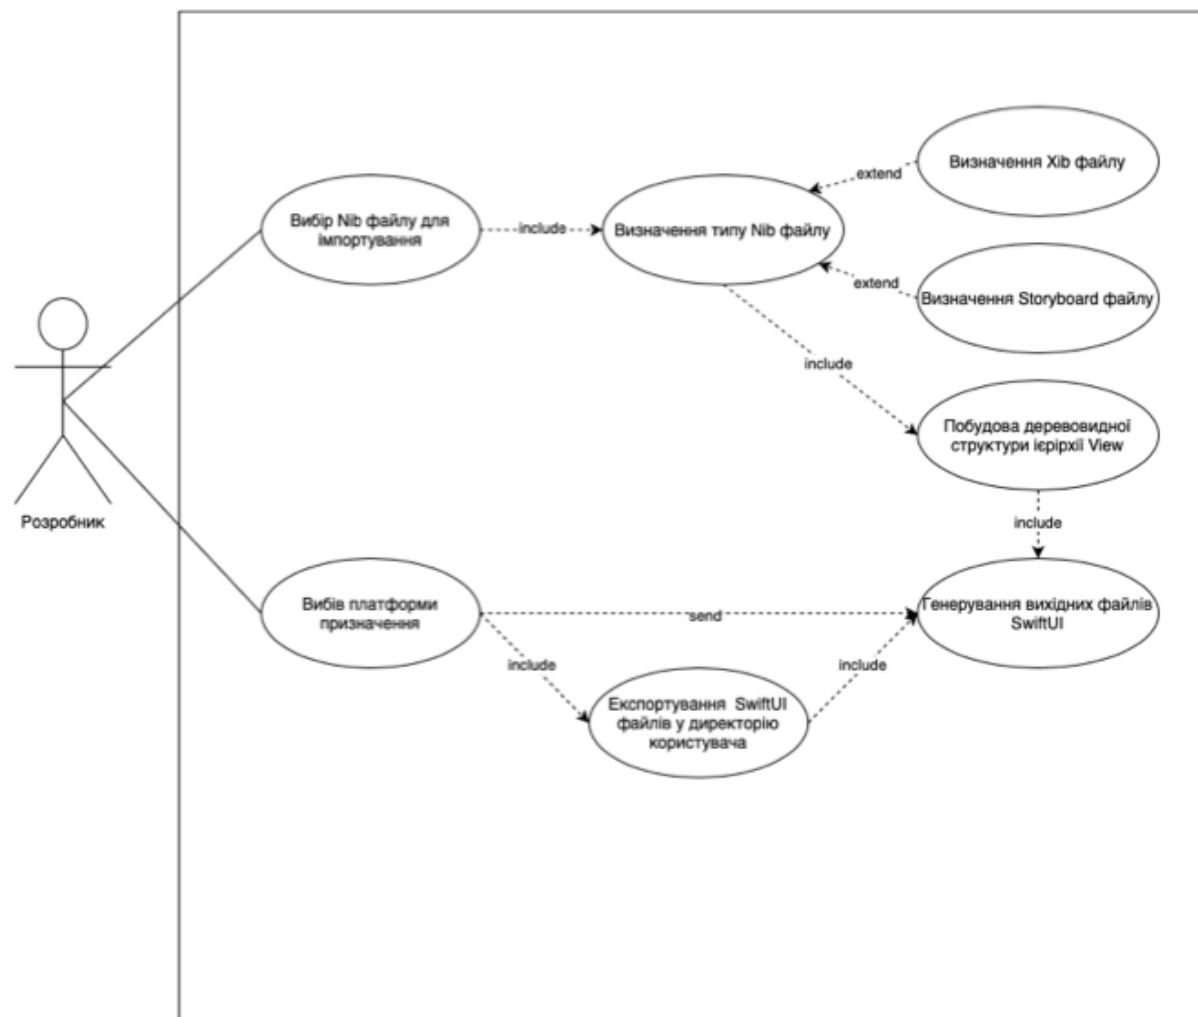 Визначення Xib файлу
extend
Вибір Nib файлу для
імпортування
include
Визначення типу Nib файлу
extend
Визначення Storyboard файлу
include
Побудова деревовидної
структури ієрірхії View
Розробник
include
Вибів платформи
призначення
send
Генерування вихідних файлів
SwiftUI
include
include
Експортування SwiftUI
файлів у директорію
користувача